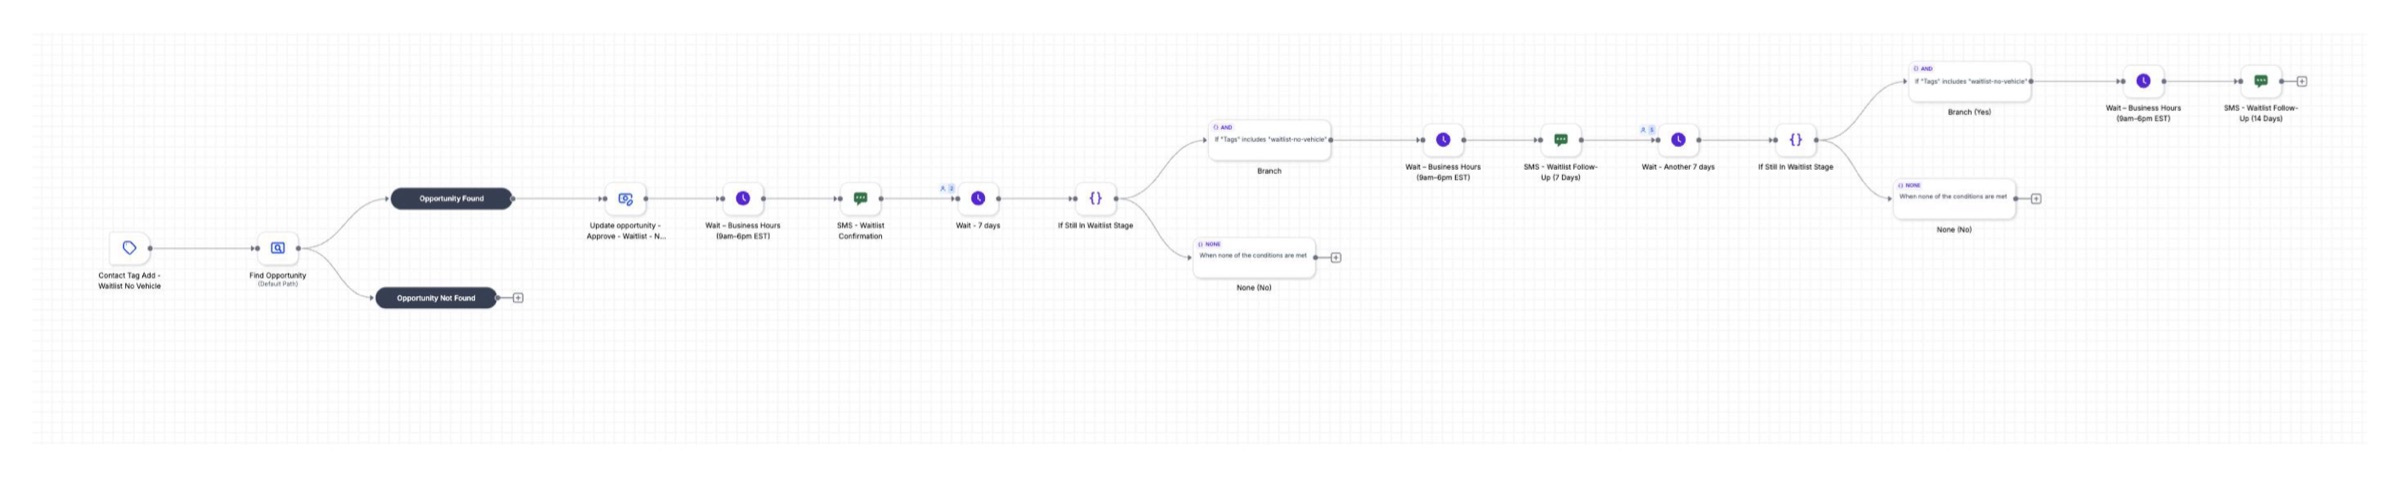 Contact Tag Add -
Waitlist No Vehicle
Find Opportunity
(Default Path)
Opportunity Found
Opportunity Not Found
Update opportunity -
Approve - Waitlist - N...
Wait – Business Hours
(9am–6pm EST)
SMS - Waitlist
Confirmation
2
Wait - 7 days
If Still in Waitlist Stage
AND
If "Tags" includes "waitlist-no-vehicle"
Branch
NONE
When none of the conditions are met
None (No)
Wait – Business Hours
(9am–6pm EST)
SMS - Waitlist Follow-
Up (7 Days)
Wait - Another 7 days
If Still in Waitlist Stage
AND
If "Tags" includes "waitlist-no-vehicle"
Branch (Yes)
NONE
When none of the conditions are met
None (No)
Wait – Business Hours
(9am–6pm EST)
SMS - Waitlist Follow-
Up (14 Days)